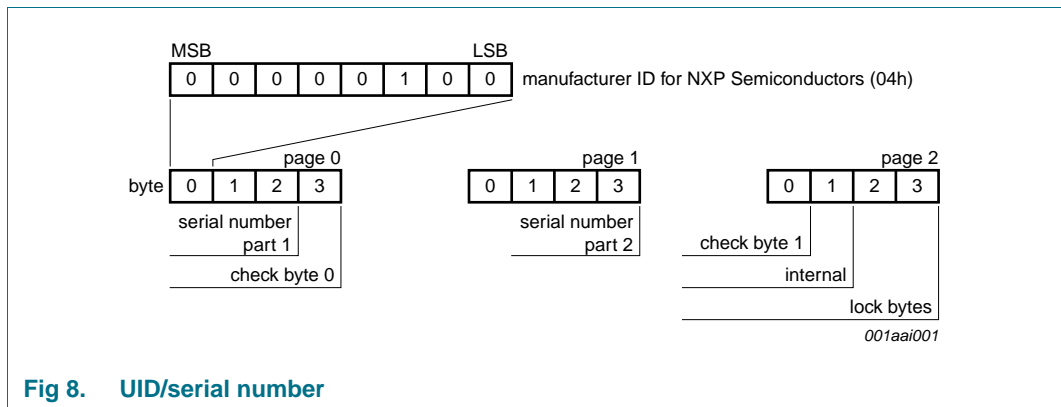 MSB LSB
0 0 0 0 0 1 0 0 manufacturer ID for NXP Semiconductors (04h)
page 0 page 1 page 2
byte 0 1 2 3 0 1 2 3 0 1 2 3
serial number serial number
part 1 part 2 check byte 1
check byte 0 internal
lock bytes
001aai001
Fig 8. UID/serial number